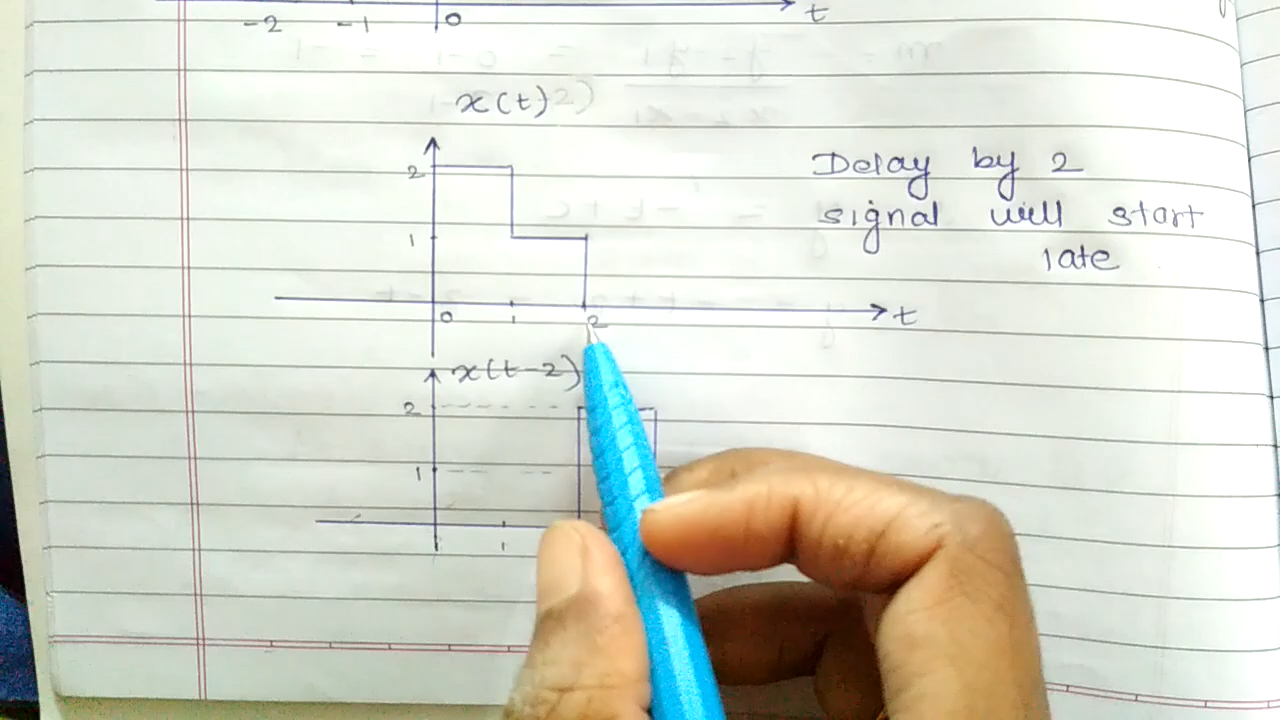 -2 -1 0 t
x(t)
2
1
0 1 2 t
Delay by 2
signal will start
late
x(t-2)
2
1
1